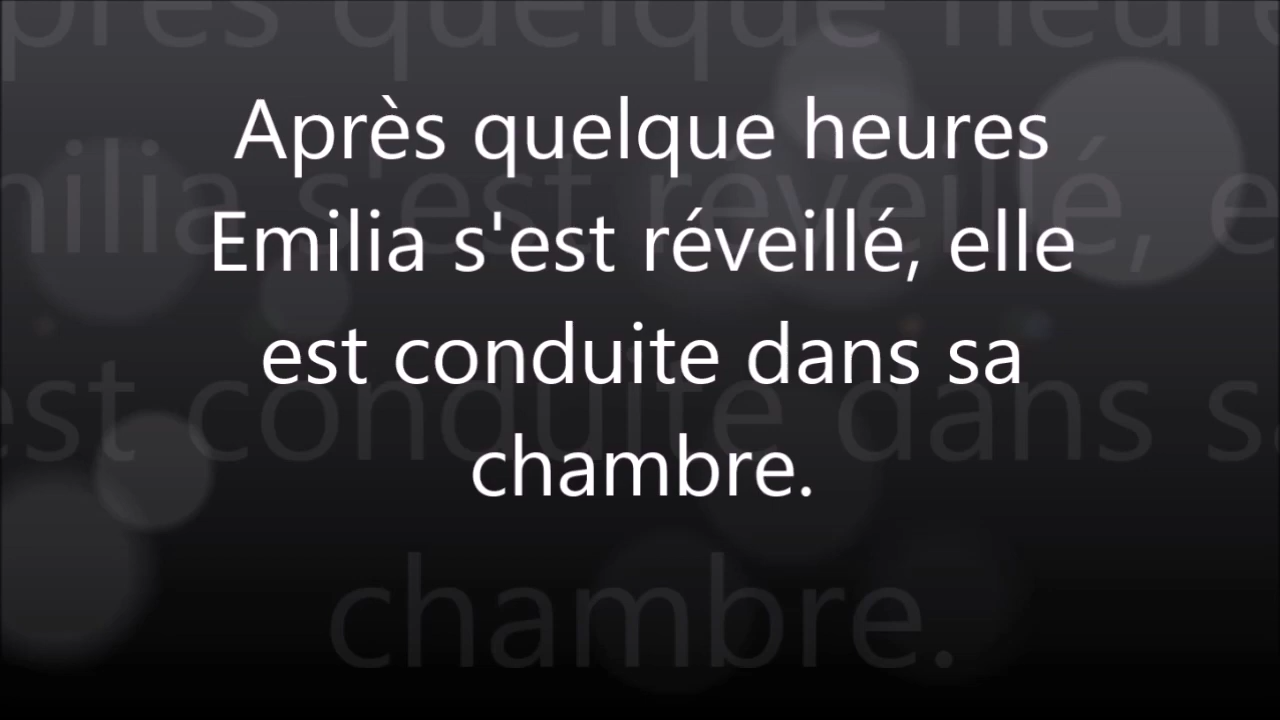 Après quelque heures
Emilia s'est réveillé, elle
est conduite dans sa
chambre.